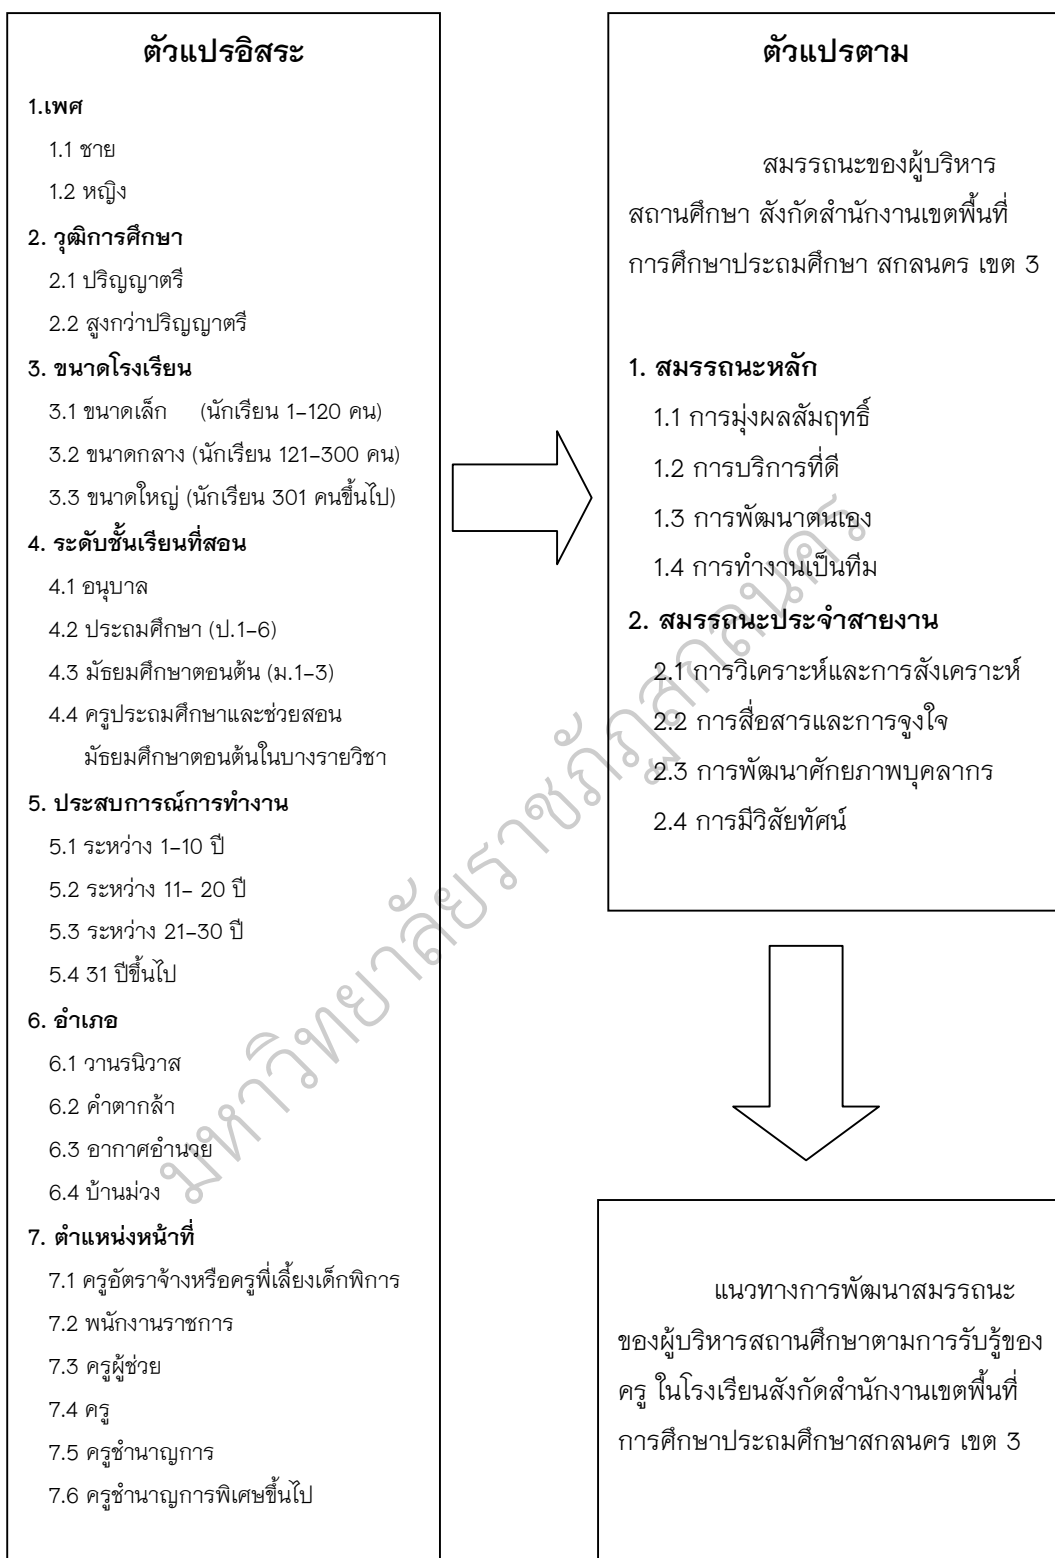 ตัวแปรอิสระ
1.เพศ
1.1 ชาย
1.2 หญิง
2. วุฒิการศึกษา
2.1 ปริญญาตรี
2.2 สูงกว่าปริญญาตรี
3. ขนาดโรงเรียน
3.1 ขนาดเล็ก (นักเรียน 1–120 คน)
3.2 ขนาดกลาง (นักเรียน 121–300 คน)
3.3 ขนาดใหญ่ (นักเรียน 301 คนขึ้นไป)
4. ระดับชั้นเรียนที่สอน
4.1 อนุบาล
4.2 ประถมศึกษา (ป.1–6)
4.3 มัธยมศึกษาตอนต้น (ม.1–3)
4.4 ครูประถมศึกษาและช่วยสอน
มัธยมศึกษาตอนต้นในบางรายวิชา
5. ประสบการณ์การทำงาน
5.1 ระหว่าง 1–10 ปี
5.2 ระหว่าง 11– 20 ปี
5.3 ระหว่าง 21–30 ปี
5.4 31 ปีขึ้นไป
6. อำเภอ
6.1 วานรนิวาส
6.2 คำตากล้า
6.3 อากาศอำนวย
6.4 บ้านม่วง
7. ตำแหน่งหน้าที่
7.1 ครูอัตราจ้างหรือครูพี่เลี้ยงเด็กพิการ
7.2 พนักงานราชการ
7.3 ครูผู้ช่วย
7.4 ครู
7.5 ครูชำนาญการ
7.6 ครูชำนาญการพิเศษขึ้นไป
ตัวแปรตาม
สมรรถนะของผู้บริหาร
สถานศึกษา สังกัดสำนักงานเขตพื้นที่
การศึกษาประถมศึกษา สกลนคร เขต 3
1. สมรรถนะหลัก
1.1 การมุ่งผลสัมฤทธิ์
1.2 การบริการที่ดี
1.3 การพัฒนาตนเอง
1.4 การทำงานเป็นทีม
2. สมรรถนะประจำสายงาน
2.1 การวิเคราะห์และการสังเคราะห์
2.2 การสื่อสารและการจูงใจ
2.3 การพัฒนาศักยภาพบุคลากร
2.4 การมีวิสัยทัศน์
แนวทางการพัฒนาสมรรถนะ
ของผู้บริหารสถานศึกษาตามการรับรู้ของ
ครู ในโรงเรียนสังกัดสำนักงานเขตพื้นที่
การศึกษาประถมศึกษาสกลนคร เขต 3
มหาวิทยาลัยราชภัฏสกลนคร